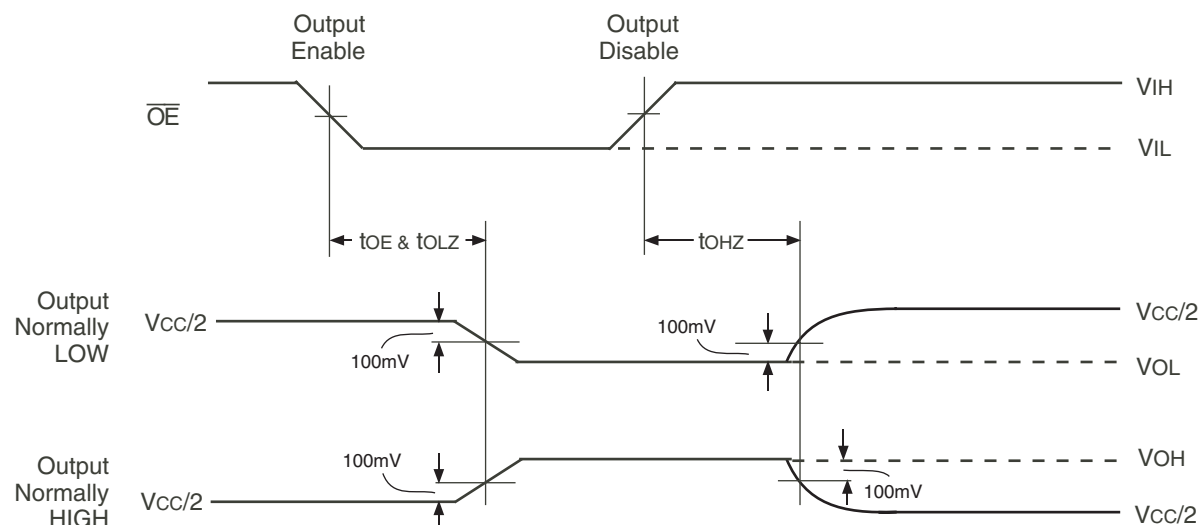 Output
Enable
Output
Disable
OE
VIH
VIL
tOE & tOLZ
tOHZ
Output
Normally
LOW
VCC/2
100mV
100mV
VCC/2
VOL
Output
Normally
HIGH
VCC/2
100mV
VOH
100mV
VCC/2